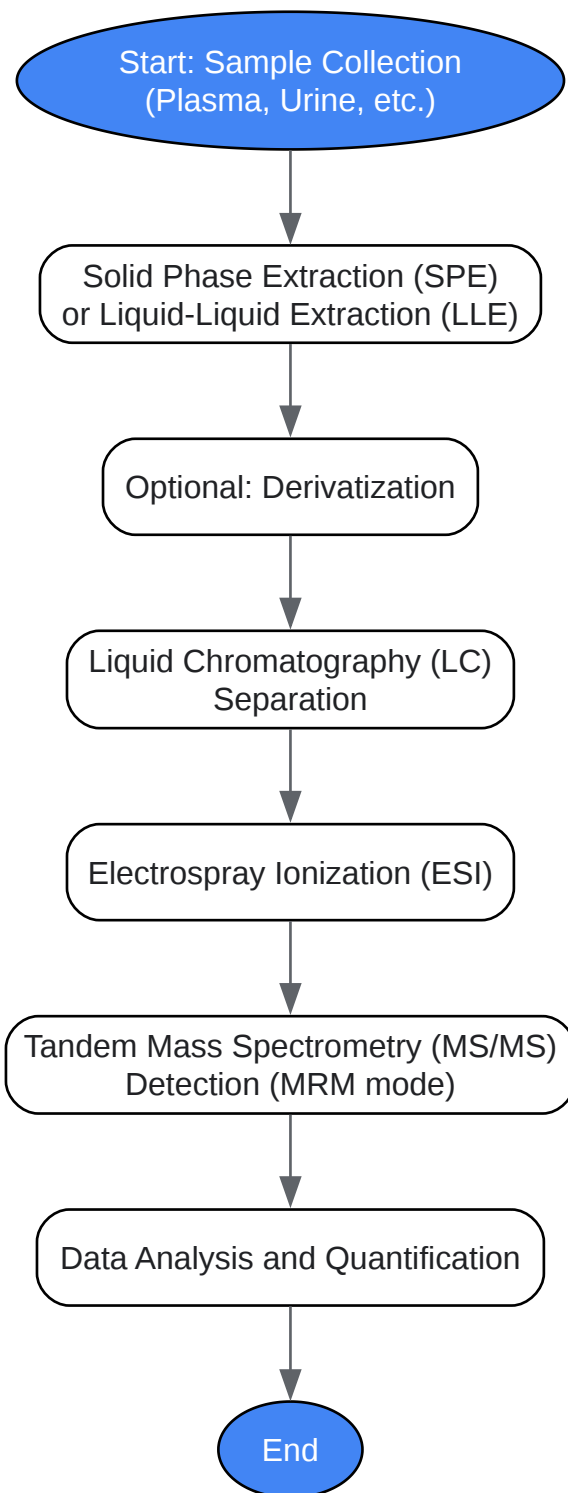 Start: Sample Collection
(Plasma, Urine, etc.)
Solid Phase Extraction (SPE)
or Liquid-Liquid Extraction (LLE)
Optional: Derivatization
Liquid Chromatography (LC)
Separation
Electrospray Ionization (ESI)
Tandem Mass Spectrometry (MS/MS)
Detection (MRM mode)
Data Analysis and Quantification
End